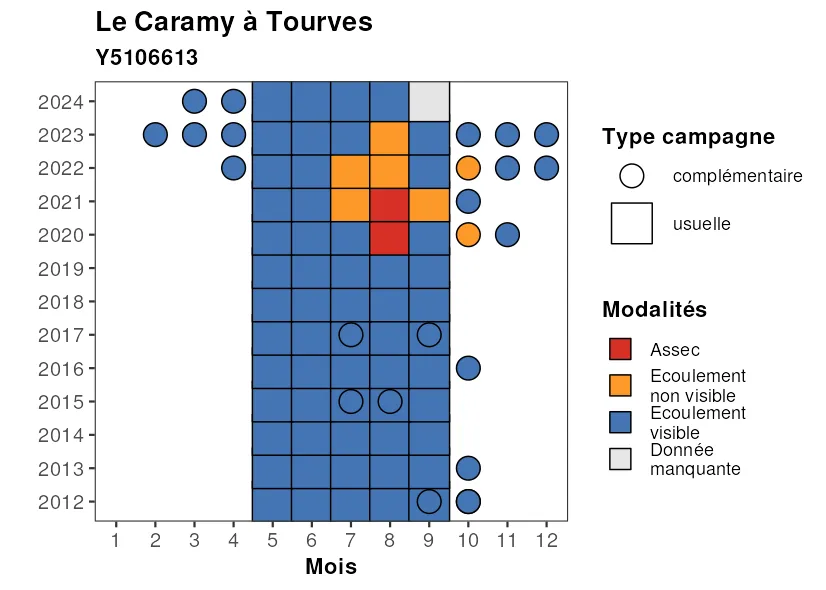 Le Caramy à Tourves
Y5106613
2024
2023
2022
2021
2020
2019
2018
2017
2016
2015
2014
2013
2012
1 2 3 4 5 6 7 8 9 10 11 12
Mois
Type campagne
complémentaire
usuelle
Modalités
Assec
Ecoulement
non visible
Ecoulement
visible
Donnée
manquante